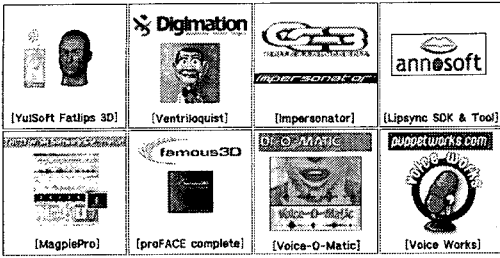 Digimation
annosoft
[YulSoft Fatlips 3D]
[Ventriloquist]
impersonator
[Impersonator]
[Lipsync SDK & Tool]
famous3D
puppetworks.com
Voice Works
Voice-O-Matic
[MagpiePro]
[proFACE complete]
[Voice-O-Matic]
[Voice Works]